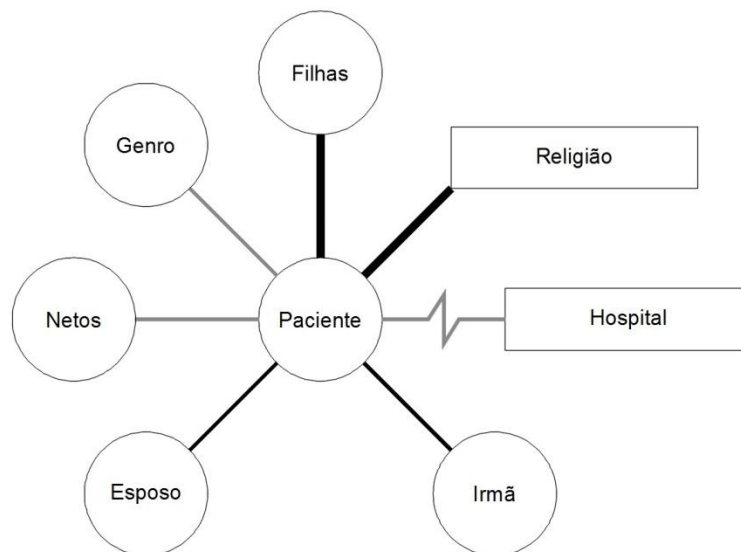 Filhas
Genro
Religião
Netos
Paciente
Hospital
Esposo
Irmã